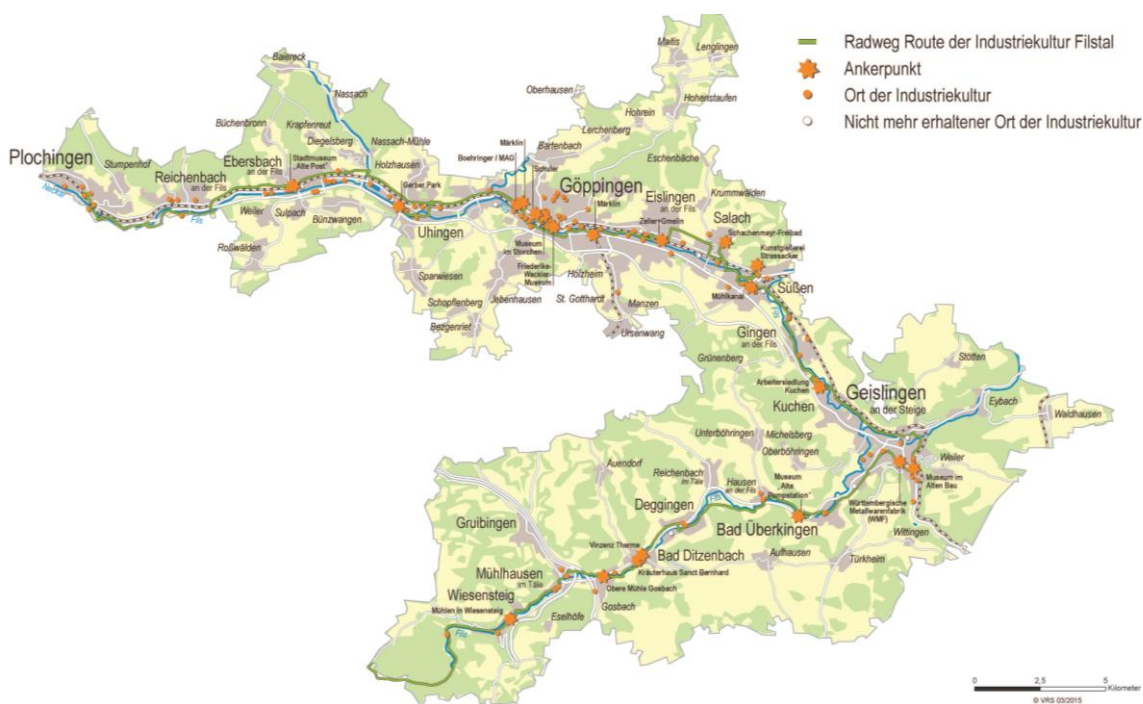 Radweg Route der Industriekultur Filstal
Ankerpunkt
Ort der Industriekultur
Nicht mehr erhaltener Ort der Industriekultur
Maitis
Lenglingen
Baiereck
Nassach
Oberhausen
Hohenstaufen
Hohrein
Büchenbronn
Krapfenreut
Diegelsberg
Nassach-Mühle
Lerchenberg
Bartenbach
Märklin
Boehringer / MAG
Schuler
Eschenbäche
Krummwälden
Plochingen
Stumpenhof
Reichenbach
an der Fils
Ebersbach
an der Fils
Stadtmuseum
„Alte Post“
Holzhausen
Gerber Park
Göppingen
Märklin
Eislingen
an der Fils
Zeller+Gmelin
Salach
Schachenmayr-Freibad
Kunstgießerei
Strassacker
Neckar
Fils
Weiler
Sulpach
Bünzwangen
Uhingen
Roßwälden
Museum
im Storchen
Friederike-
Wackler-
Museum
Holzheim
Sparwiesen
Schopflenberg
Jebenhausen
Bezgenriet
St. Gotthardt
Manzen
Ursenwang
Mühlkanal
Süßen
Fils
Gingen
an der Fils
Grünenberg
Arbeitersiedlung
Kuchen
Kuchen
Geislingen
an der Steige
Stötten
Eybach
Waldhausen
Unterböhringen
Michelsberg
Oberböhringen
Weiler
Museum im
Alten Bau
Württembergische
Metallwarenfabrik
(WMF)
Wittingen
Auendorf
Reichenbach
im Täle
Hausen
an der Fils
Museum
„Alte
Pumpstation“
Fils
Deggingen
Bad Überkingen
Gruibingen
Vinzenz Therme
Bad Ditzenbach
Aufhausen
Türkheim
Kräuterhaus Sanct Bernhard
Mühlhausen
im Täle
Obere Mühle Gosbach
Gosbach
Wiesensteig
Mühlen in Wiesensteig
Eselhöfe
Fils
0 2,5 5
Kilometer
© VRS 03/2015